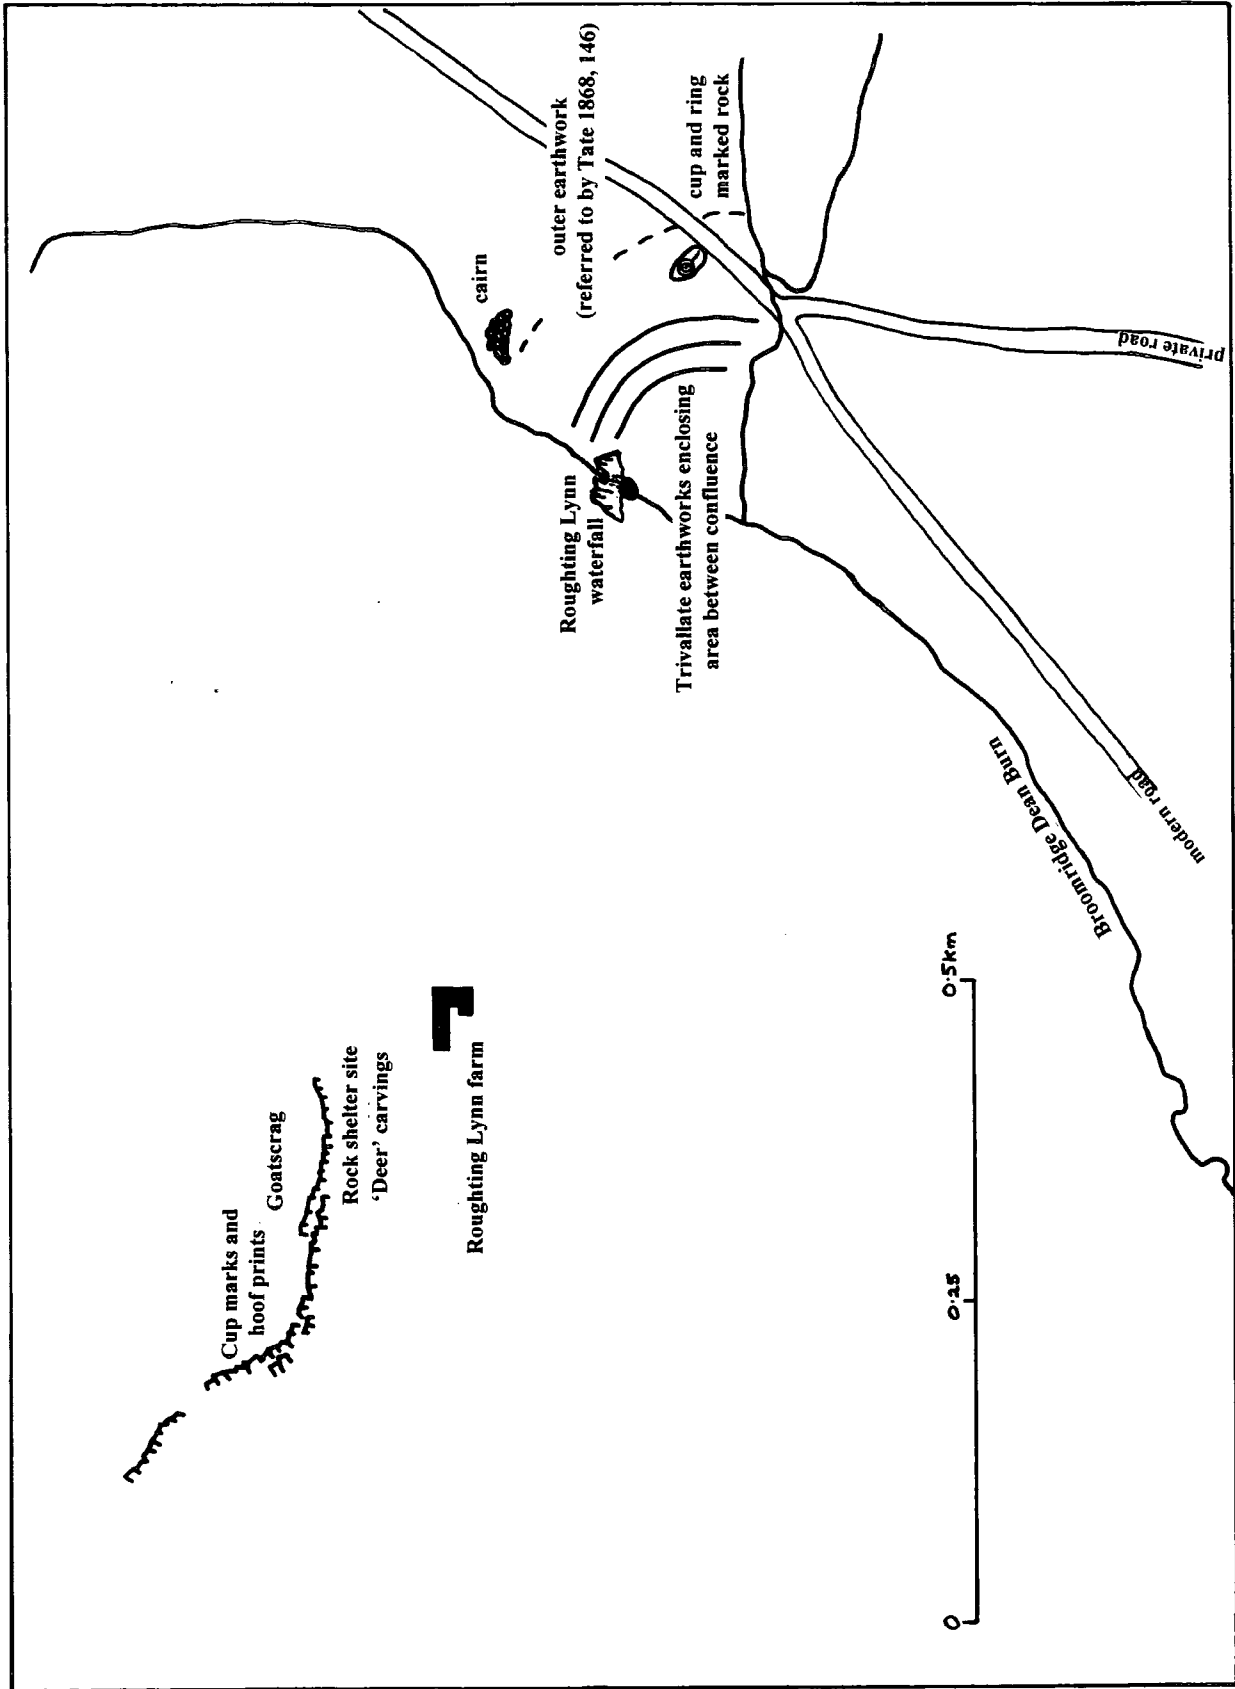 Cup marks and
hoof prints
Goatscrag
Rock shelter site
‘Deer’ carvings
Roughting Lynn farm
cairn
outer earthwork
(referred to by Tate 1868, 146)
cup and ring
marked rock
Roughting Lynn
waterfall
Trivallate earthworks enclosing
area between confluence
Broomridge Dean Burn
modern road
private road
0
0.25
0.5km